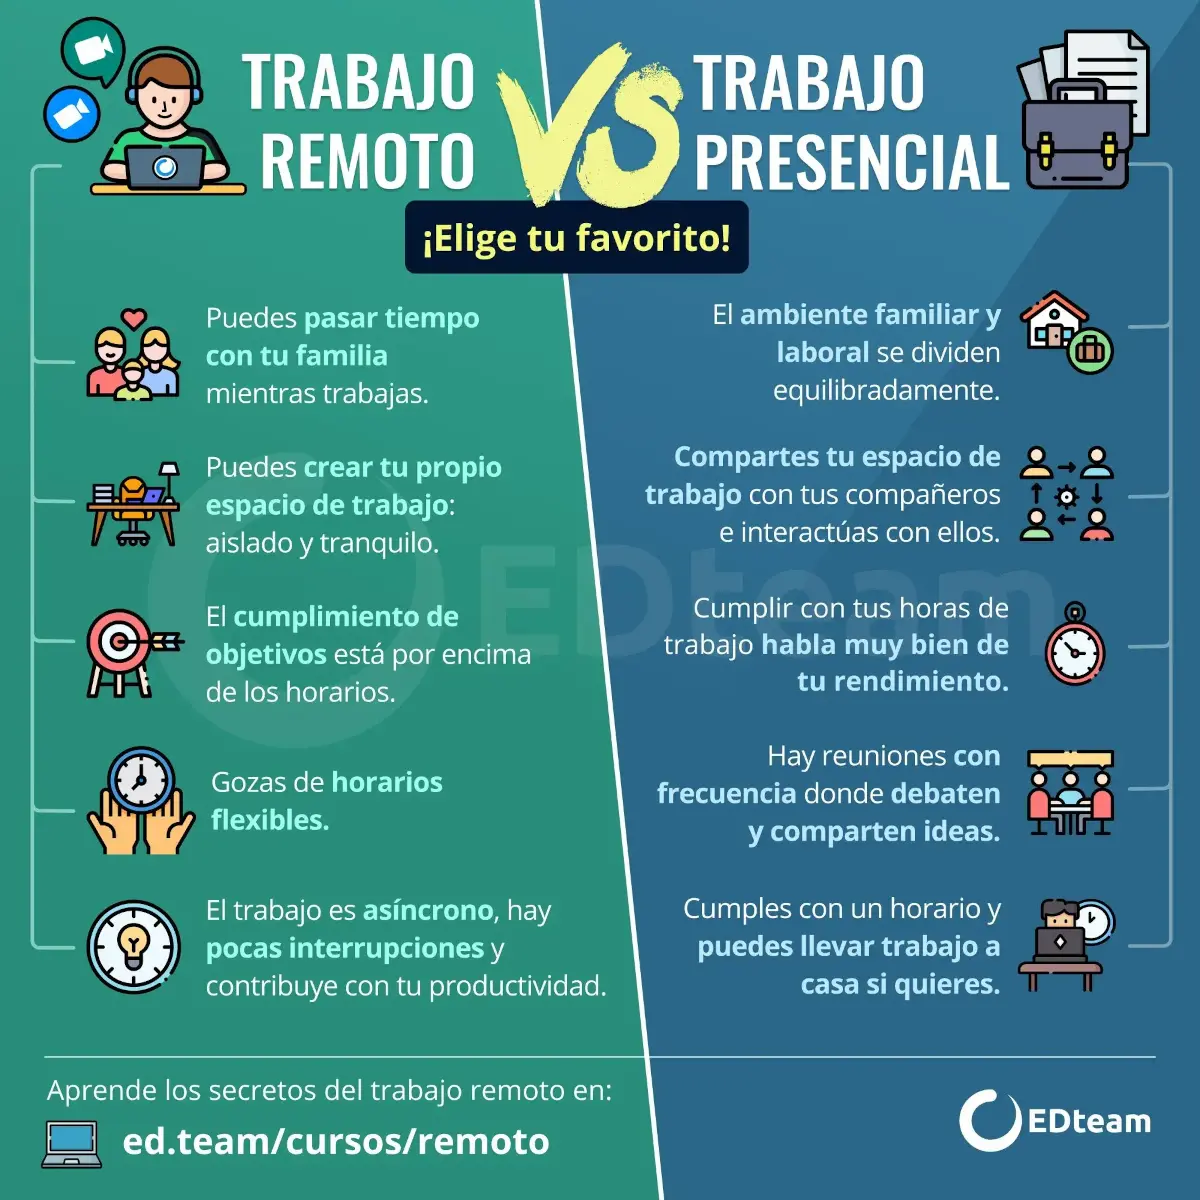 TRABAJO
REMOTO
VS
TRABAJO
PRESENCIAL
¡Elige tu favorito!
Puedes pasar tiempo
con tu familia
mientras trabajas.
Puedes crear tu propio
espacio de trabajo:
aislado y tranquilo.
El cumplimiento de
objetivos está por encima
de los horarios.
Gozas de horarios
flexibles.
El trabajo es asíncrono, hay
pocas interrupciones y
contribuye con tu productividad.
El ambiente familiar y
laboral se dividen
equilibradamente.
Compartes tu espacio de
trabajo con tus compañeros
e interactúas con ellos.
Cumplir con tus horas de
trabajo habla muy bien de
tu rendimiento.
Hay reuniones con
frecuencia donde debaten
y comparten ideas.
Cumples con un horario y
puedes llevar trabajo a
casa si quieres.
EDteam
Aprende los secretos del trabajo remoto en:
ed.team/cursos/remoto
EDteam